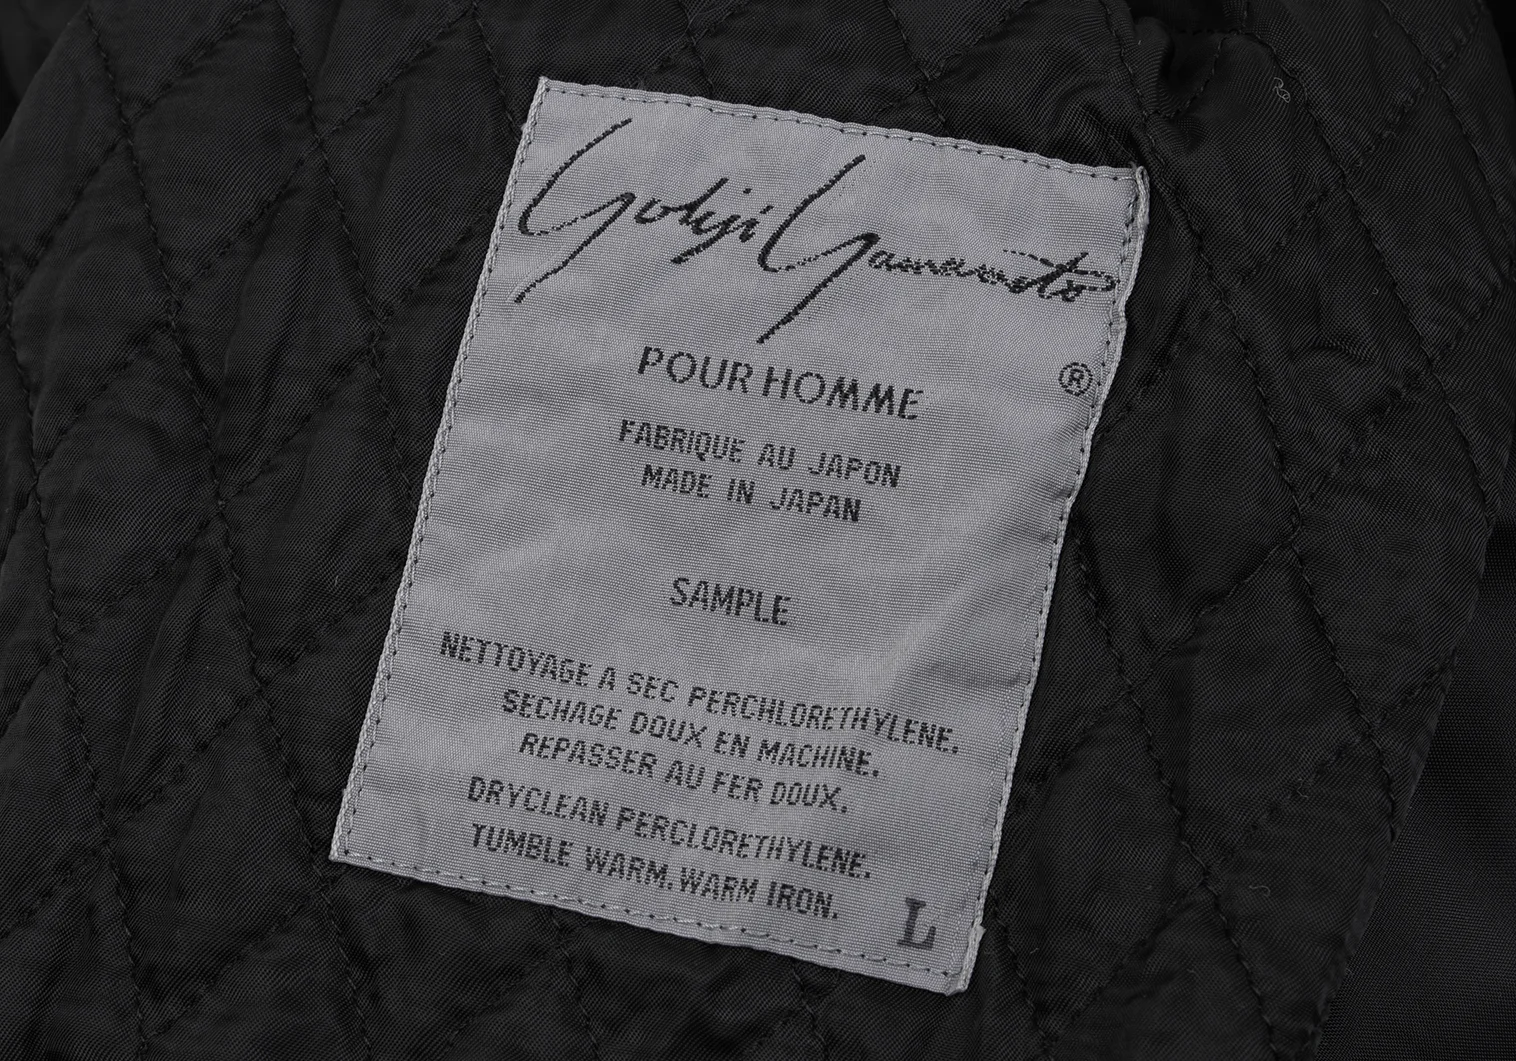 Yohji Yamamoto
POUR HOMME
®
FABRIQUE AU JAPON
MADE IN JAPAN
SAMPLE
NETTOYAGE A SEC PERCHLORETHYLENE.
SECHAGE DOUX EN MACHINE.
REPASSER AU FER DOUX.
DRYCLEAN PERCLORETHYLENE.
TUMBLE WARM.WARM IRON.
L